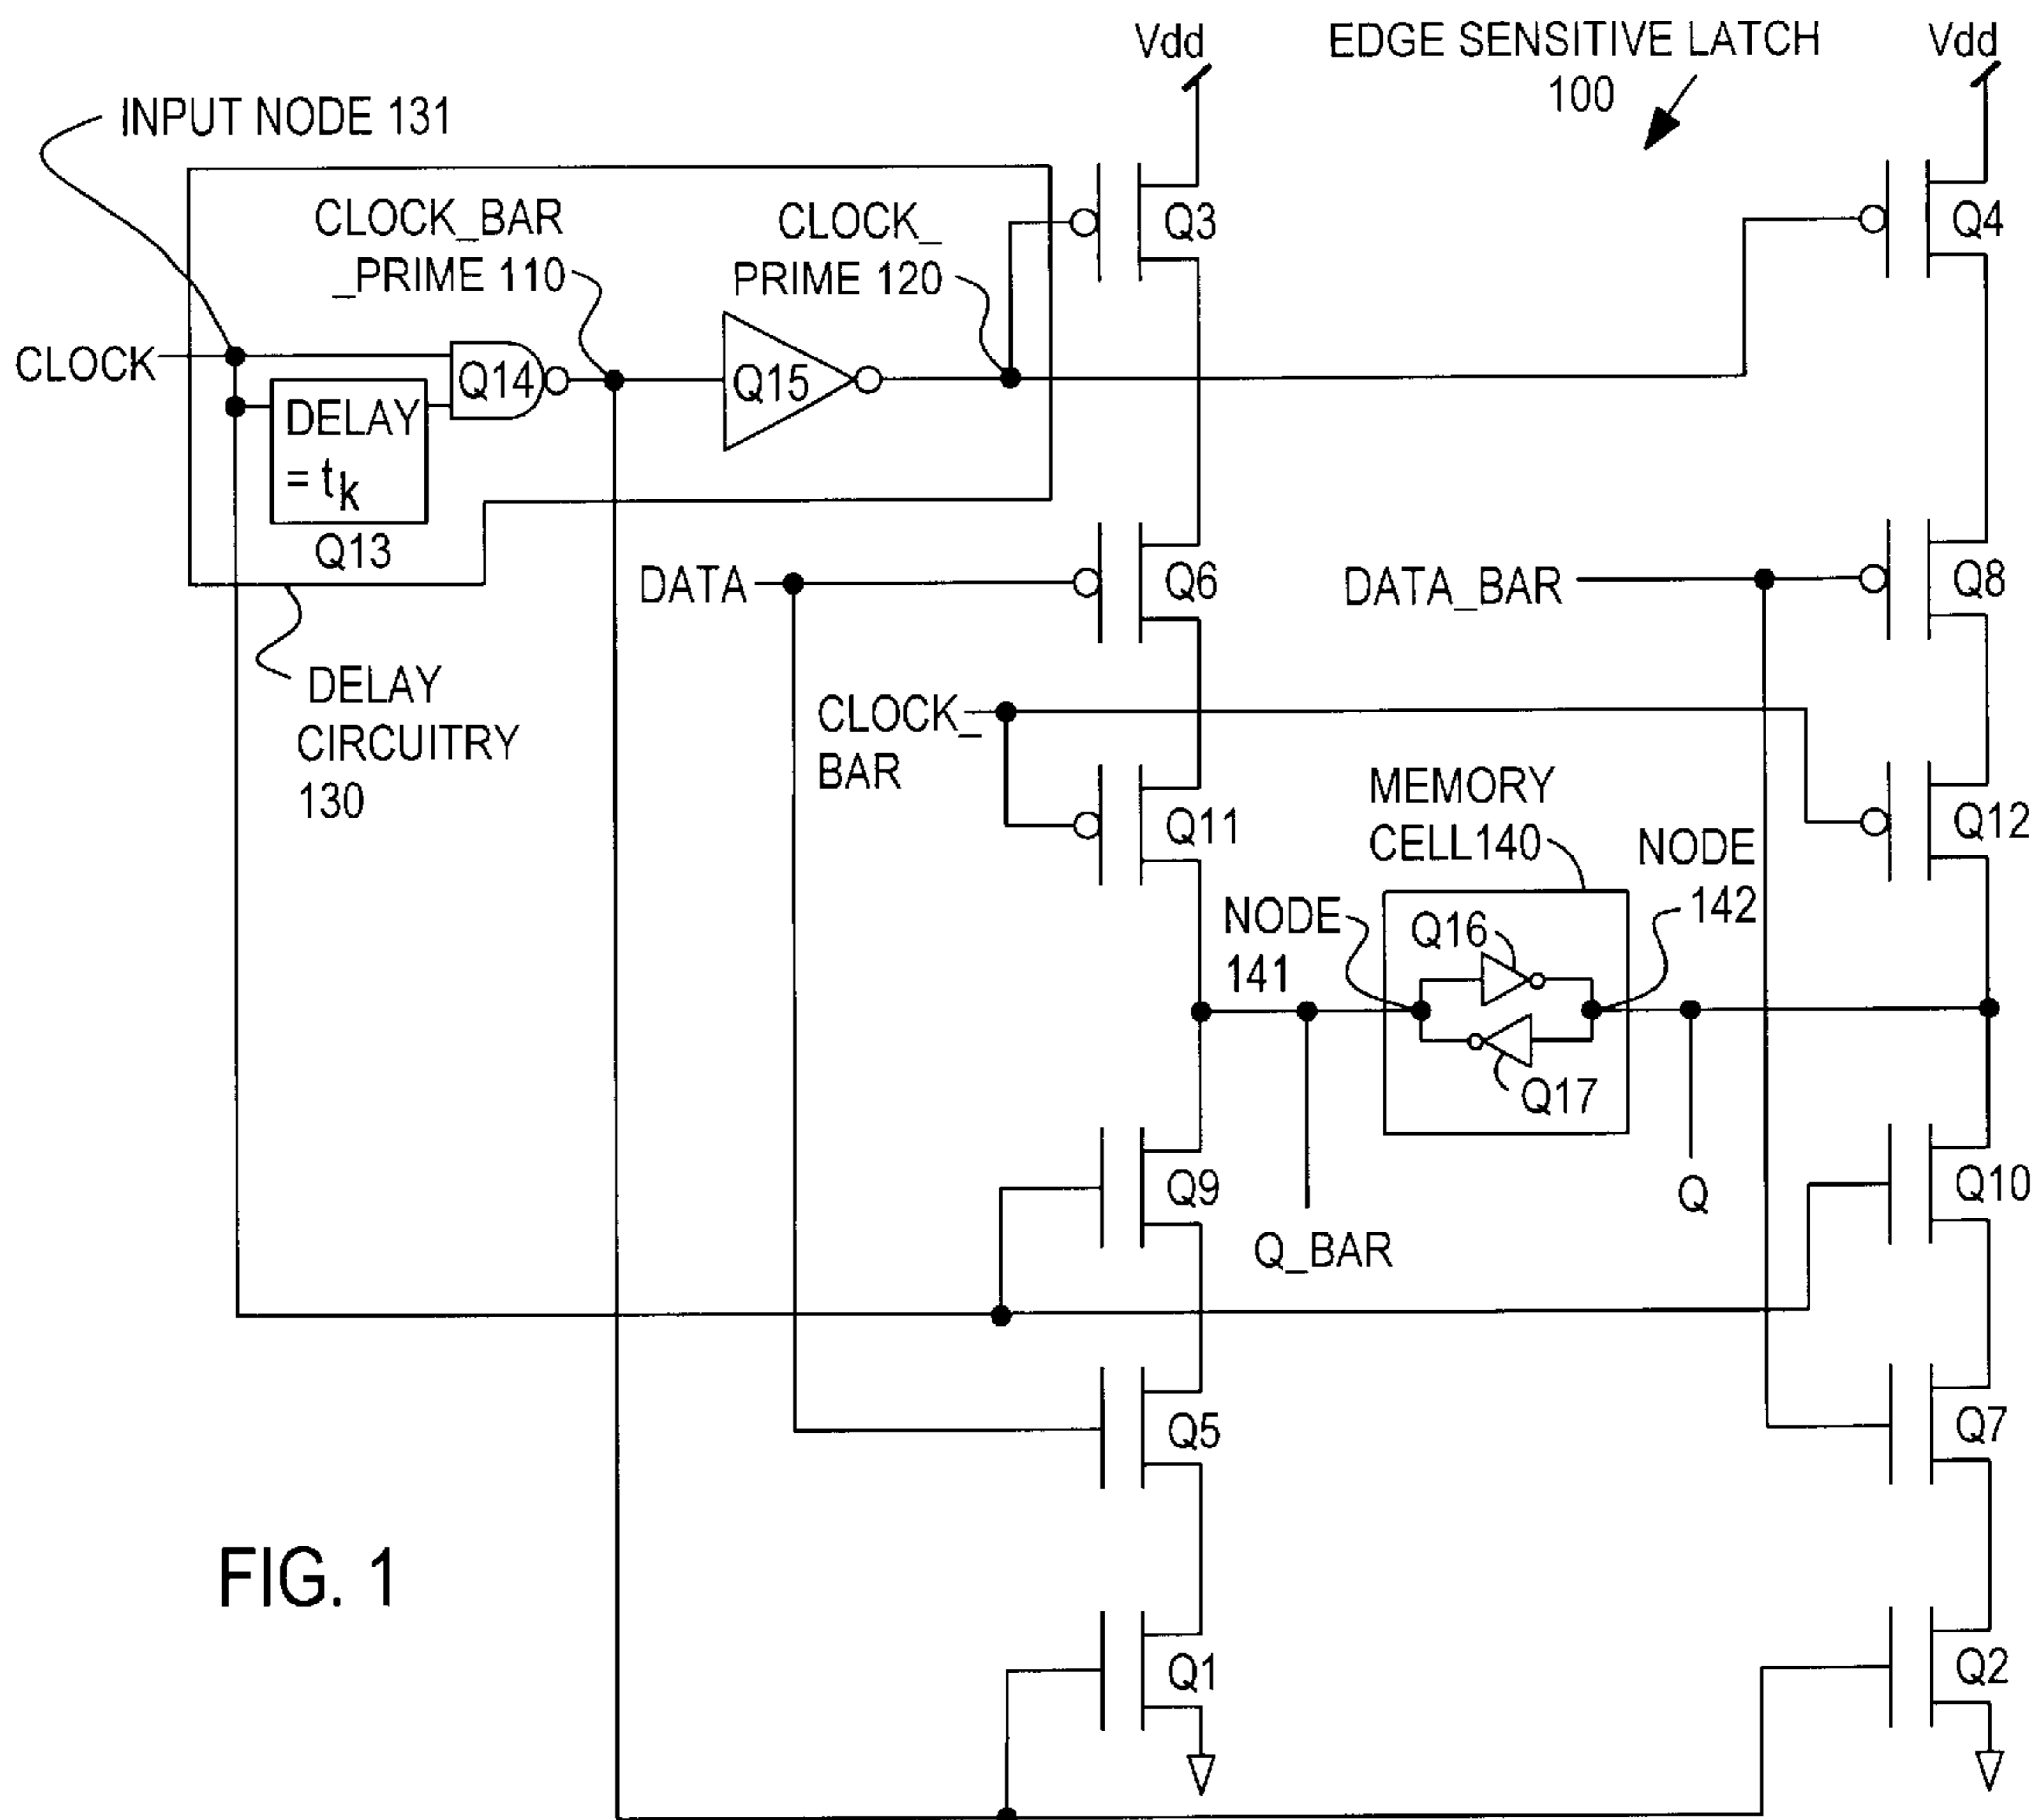 Vdd
EDGE SENSITIVE LATCH
100
Vdd
INPUT NODE 131
CLOCK_BAR
_PRIME 110
CLOCK_
PRIME 120
Q3
Q4
CLOCK
Q14
Q15
DELAY
= tk
Q13
DATA
Q6
DATA_BAR
Q8
DELAY
CIRCUITRY
130
CLOCK_
BAR
Q11
MEMORY
CELL140
NODE
142
Q12
NODE
141
Q16
Q17
Q9
Q_BAR
Q
Q10
Q5
Q7
FIG. 1
Q1
Q2